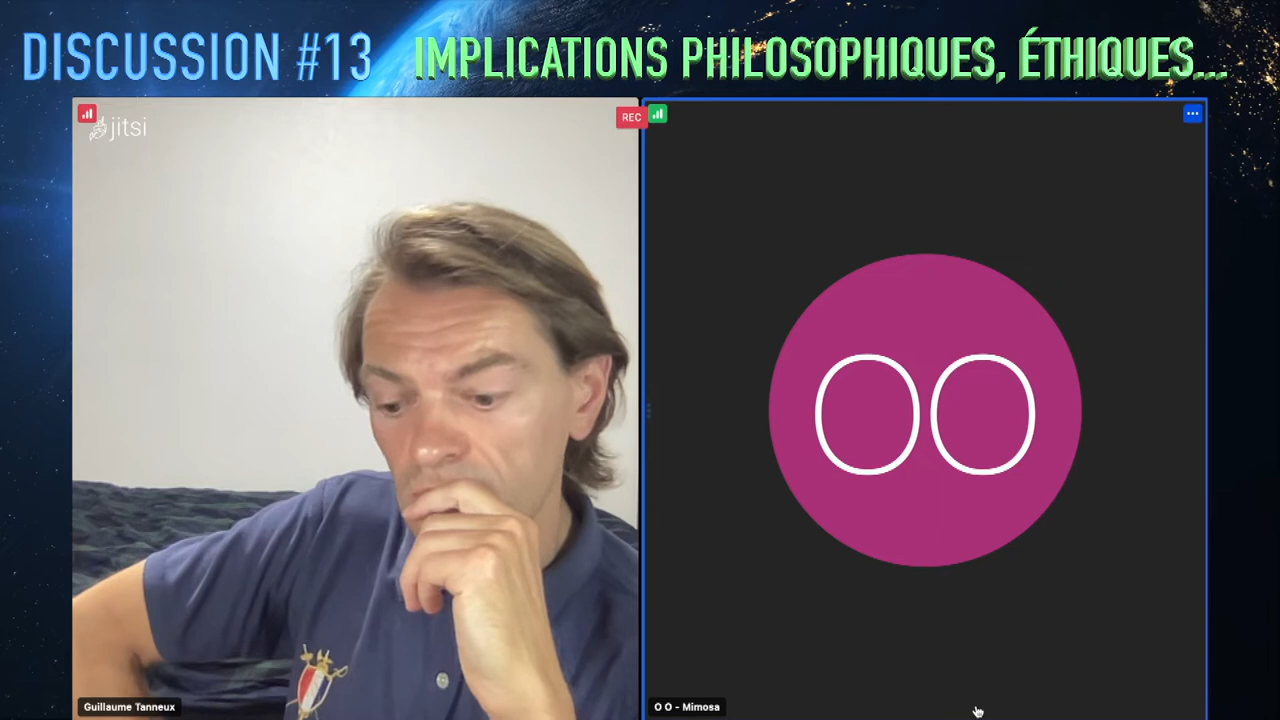 DISCUSSION #13 IMPLICATIONS PHILOSOPHIQUES, ÉTHIQUES...
jitsi
REC
OO
Guillaume Tanneux
O O - Mimosa